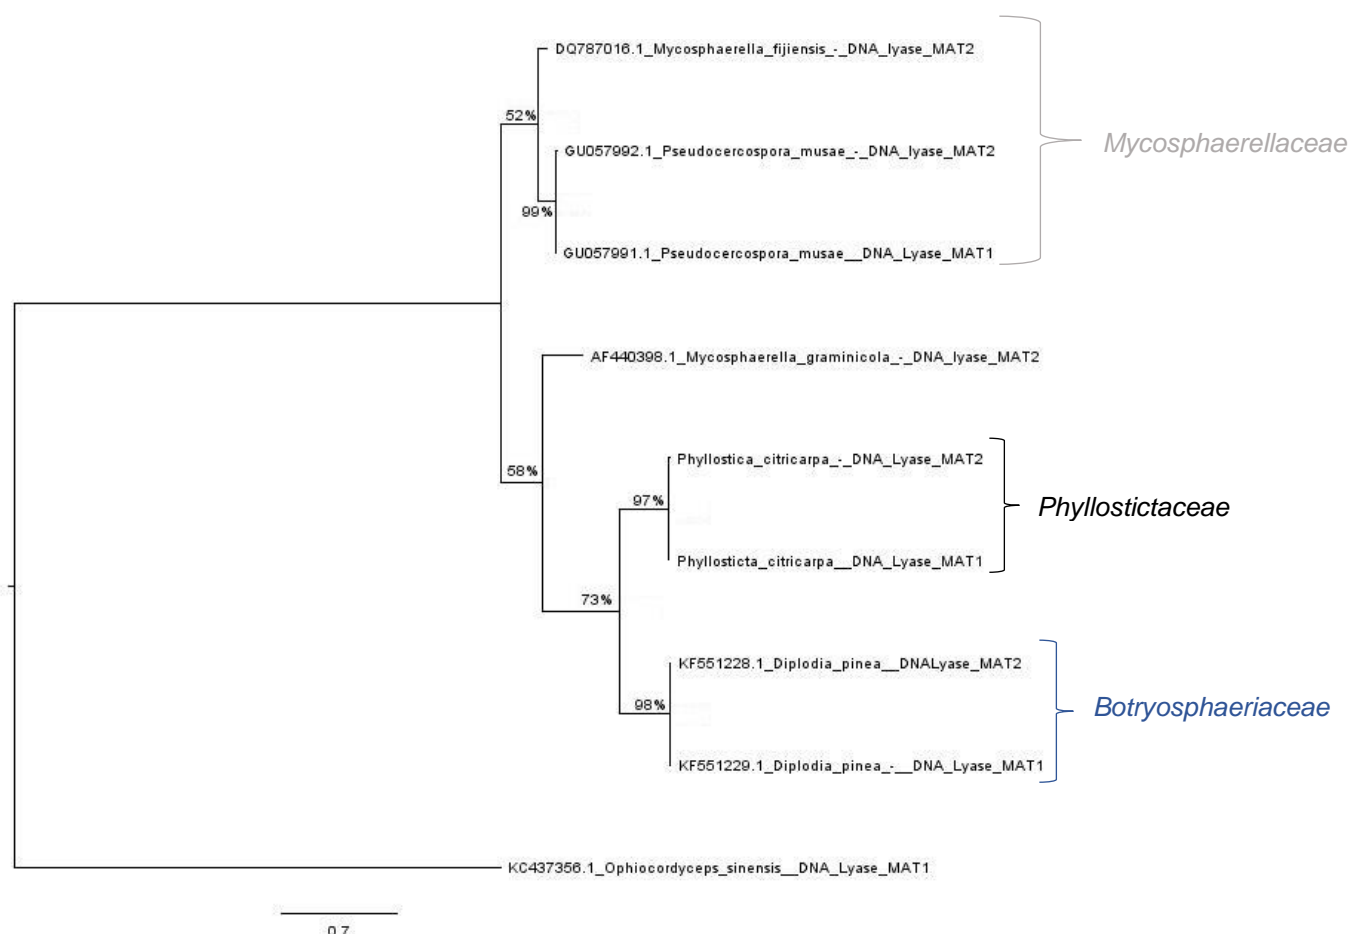 DQ787016.1_Mycosphaerella_fijiensis_-_DNA_lyase_MAT2
52%
Mycosphaerellaceae
GU057992.1_Pseudocercospora_musae_-_DNA_lyase_MAT2
99%
GU057991.1_Pseudocercospora_musae__DNA_Lyase_MAT1
AF440398.1_Mycosphaerella_graminicola_-_DNA_lyase_MAT2
58%
Phyllostica_citricarpa_-_DNA_Lyase_MAT2
97%
Phyllostictaceae
Phyllosticta_citricarpa__DNA_Lyase_MAT1
73%
KF551228.1_Diplodia_pinea__DNALyase_MAT2
98%
Botryosphaeriaceae
KF551229.1_Diplodia_pinea_-__DNA_Lyase_MAT1
KC437356.1_Ophiocordyceps_sinensis__DNA_Lyase_MAT1
0.7